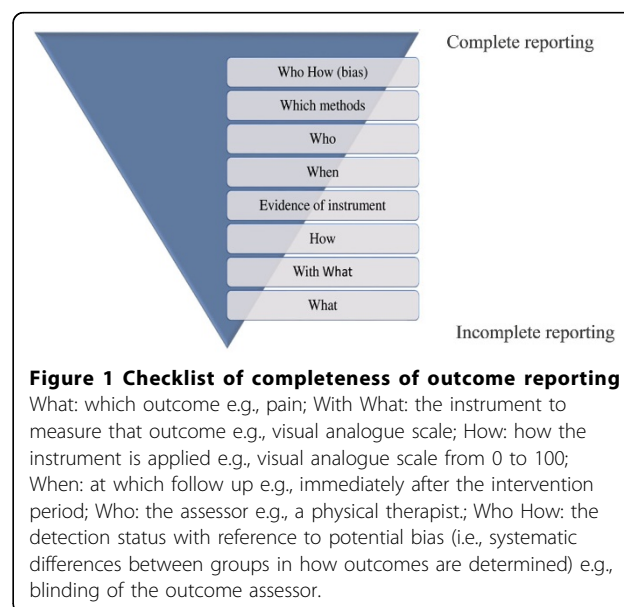 Complete reporting
Who How (bias)
Which methods
Who
When
Evidence of instrument
How
With What
What
Incomplete reporting
Figure 1 Checklist of completeness of outcome reporting
What: which outcome e.g., pain; With What: the instrument to
measure that outcome e.g., visual analogue scale; How: how the
instrument is applied e.g., visual analogue scale from 0 to 100;
When: at which follow up e.g., immediately after the intervention
period; Who: the assessor e.g., a physical therapist.; Who How: the
detection status with reference to potential bias (i.e., systematic
differences between groups in how outcomes are determined) e.g.,
blinding of the outcome assessor.